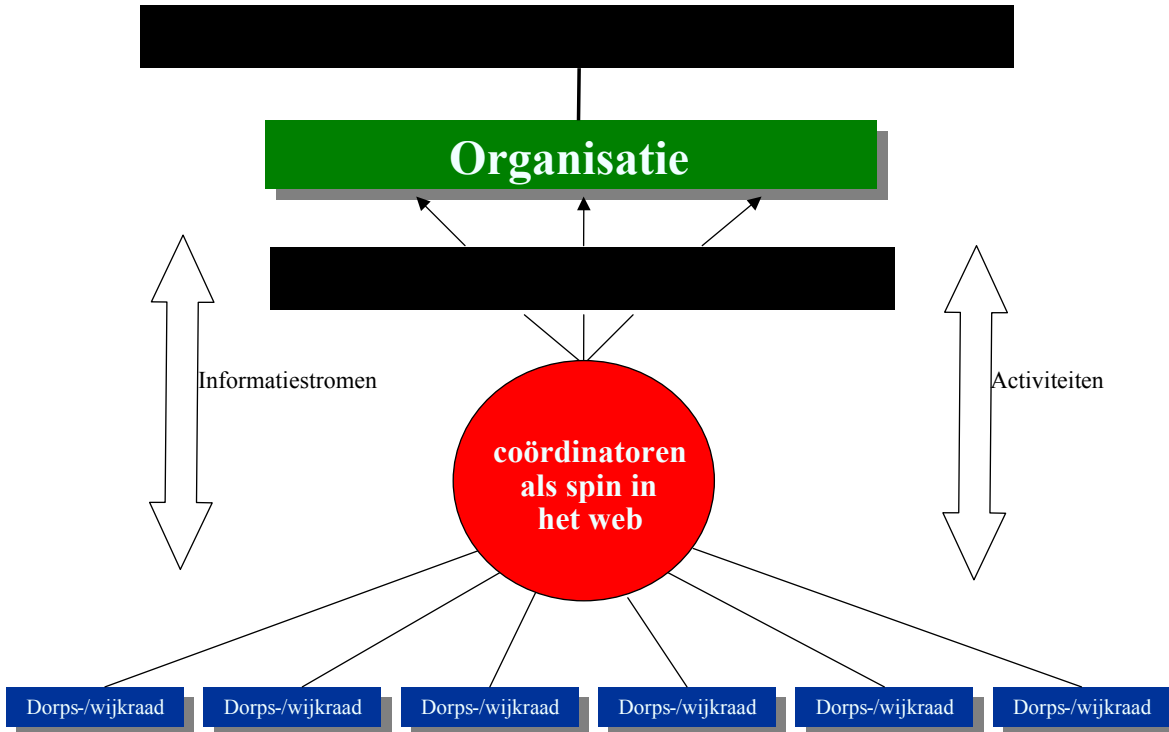 Organisatie
Informatiestromen
Activiteiten
coördinatoren
als spin in
het web
Dorps-/wijkraad
Dorps-/wijkraad
Dorps-/wijkraad
Dorps-/wijkraad
Dorps-/wijkraad
Dorps-/wijkraad